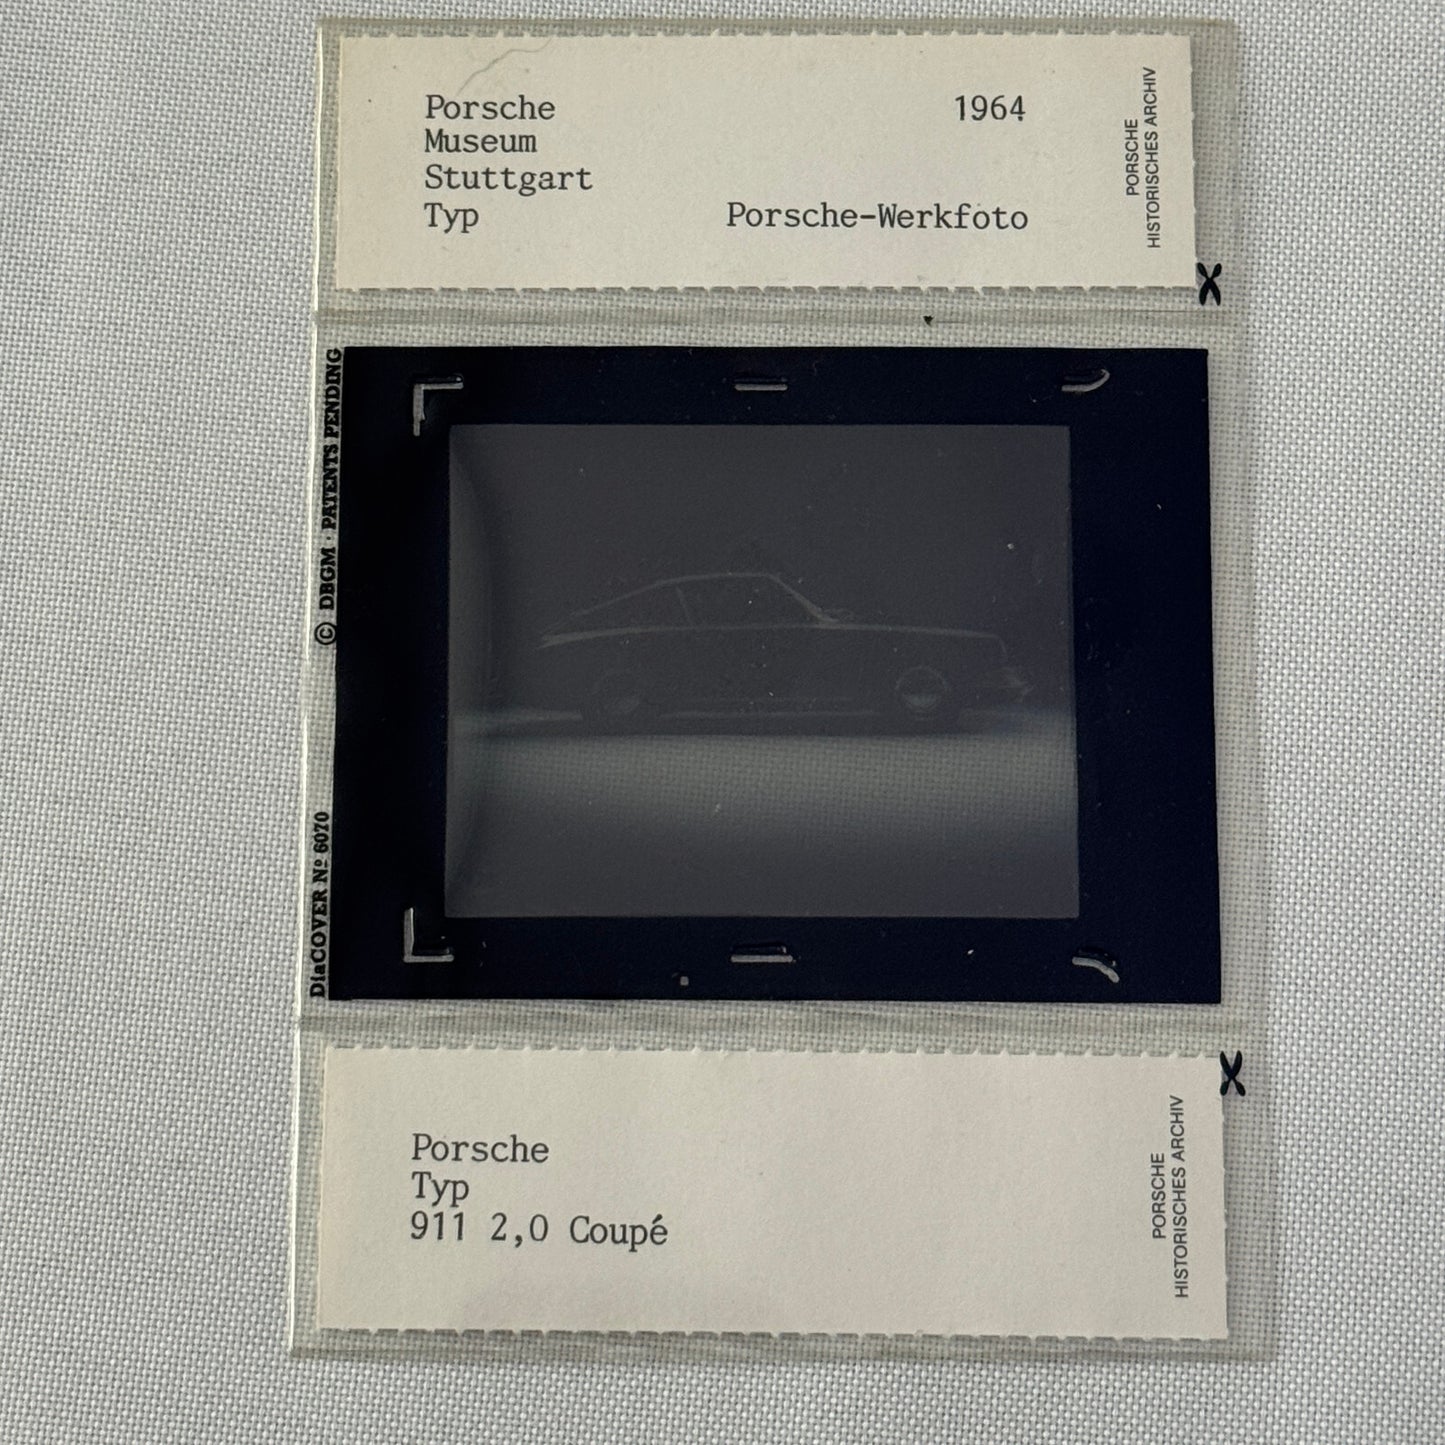 Porsche 1964
Museum
Stuttgart
Typ Porsche-Werkfoto
PORSCHE
HISTORISCHES ARCHIV
© DBGM · PATENTS PENDING
DiaCOVER Nº 6070
Porsche
Typ
911 2,0 Coupé
PORSCHE
HISTORISCHES ARCHIV